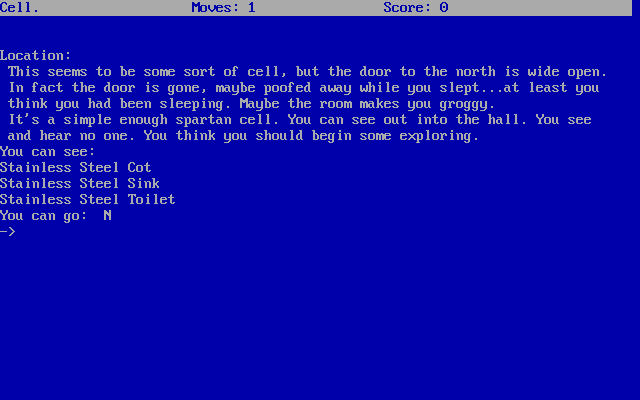 Cell. Moves: 1 Score: 0
Location:
This seems to be some sort of cell, but the door to the north is wide open.
In fact the door is gone, maybe poofed away while you slept...at least you
think you had been sleeping. Maybe the room makes you groggy.
It's a simple enough spartan cell. You can see out into the hall. You see
and hear no one. You think you should begin some exploring.
You can see:
Stainless Steel Cot
Stainless Steel Sink
Stainless Steel Toilet
You can go:  N
->